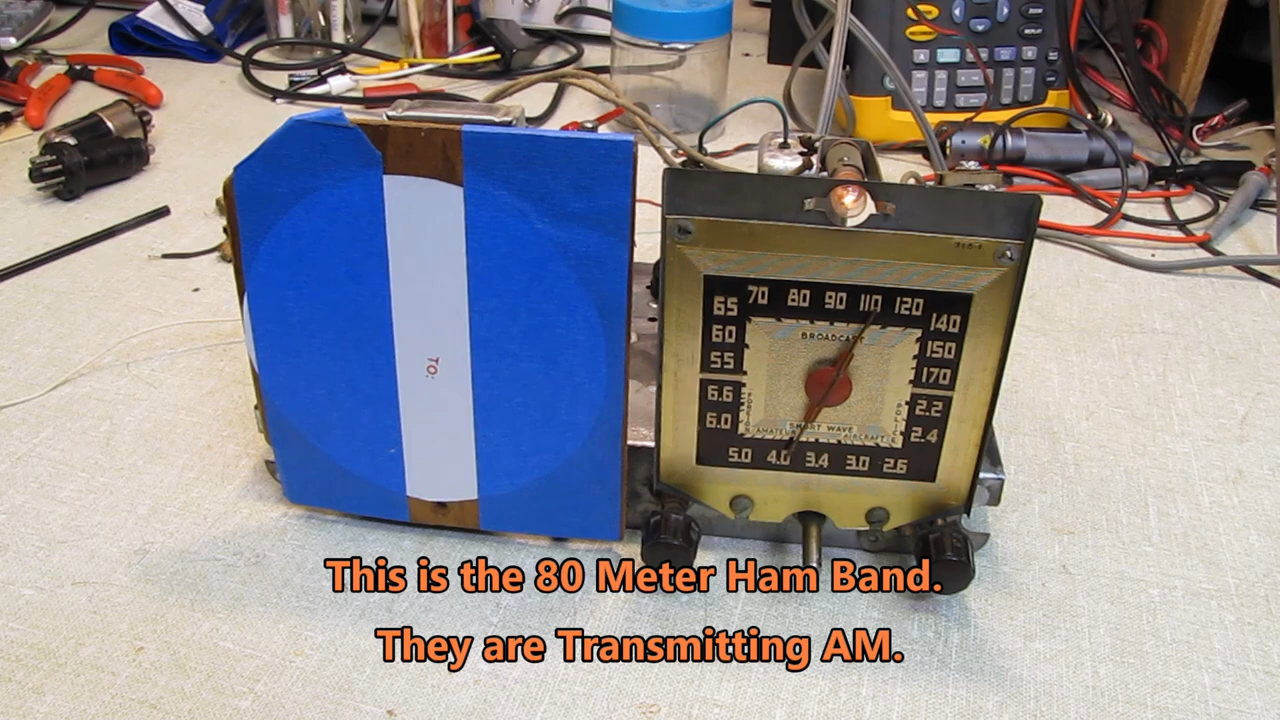 TO:
65 70 80 90 110 120 140
60 150
55 170
BROADCAST
6.6 2.2
6.0 2.4
SHORT WAVE
AMATEUR AIRCRAFT
5.0 4.0 3.4 3.0 2.6
This is the 80 Meter Ham Band.
They are Transmitting AM.